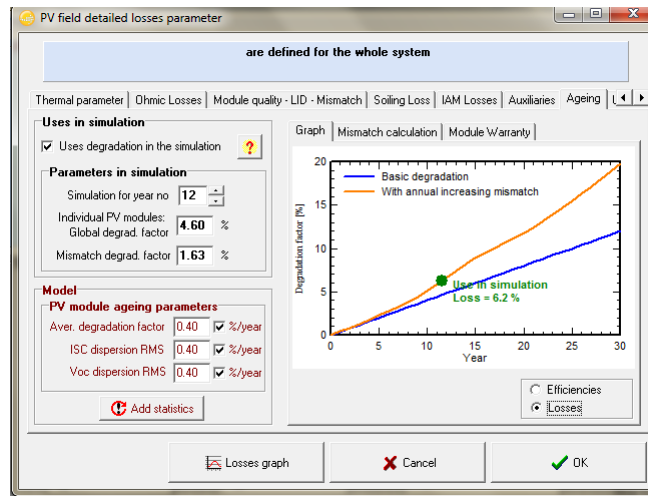 PV field detailed losses parameter
are defined for the whole system
Thermal parameter
Ohmic Losses
Module quality - LID - Mismatch
Soiling Loss
IAM Losses
Auxiliaries
Ageing
Uses in simulation
Uses degradation in the simulation
?
Parameters in simulation
Simulation for year no 12
Individual PV modules:
Global degrad. factor 4.60 %
Mismatch degrad. factor 1.63 %
Model
PV module ageing parameters
Aver. degradation factor 0.40 %/year
ISC dispersion RMS 0.40 %/year
Voc dispersion RMS 0.40 %/year
Add statistics
Graph
Mismatch calculation
Module Warranty
Basic degradation
With annual increasing mismatch
Degradation factor [%]
20
15
10
5
0
Use in simulation
Loss = 6.2 %
0 5 10 15 20 25 30
Year
Efficiencies
Losses
Losses graph
Cancel
OK